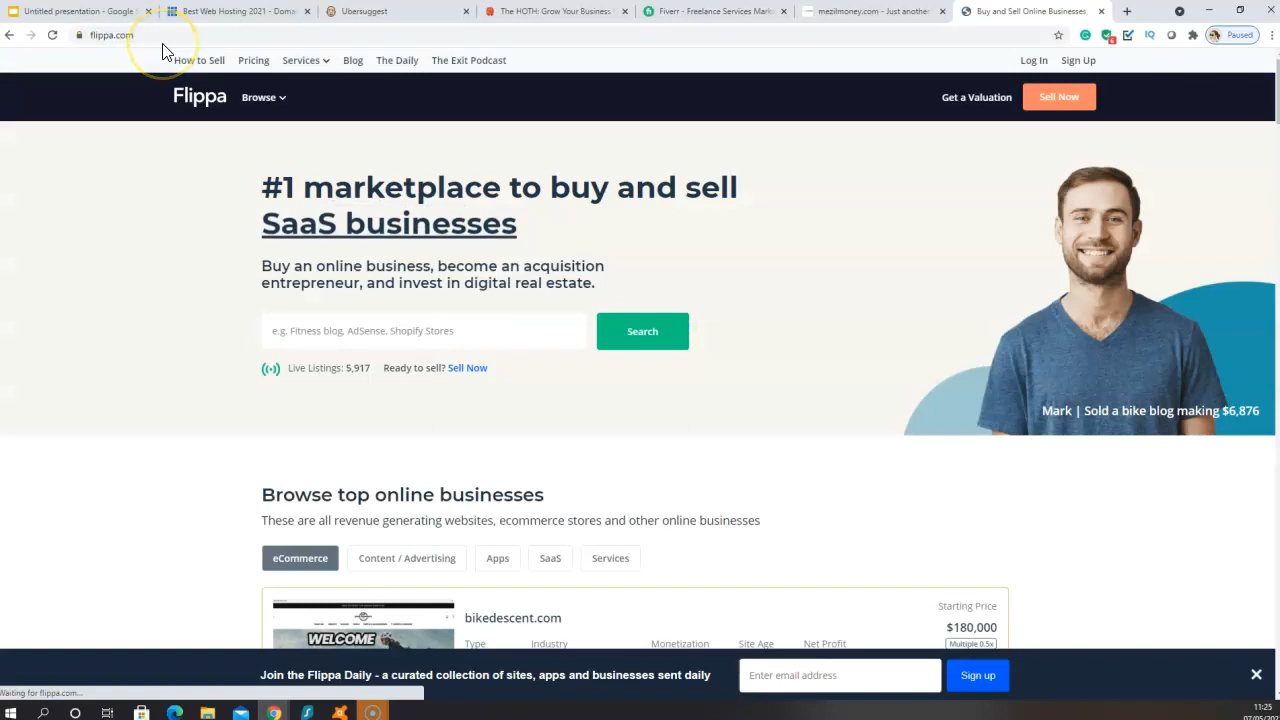 Untitled presentation - Google
Best Web Hosting 2021 - Doma
Ubersuggest
The HOTH: Grow Your Business
Fiverr - Freelance Services Mark
mezilmoney.com - Just another
Buy and Sell Online Businesses,
flippa.com
IQ
6
Paused
How to Sell
Pricing
Services
Blog
The Daily
The Exit Podcast
Log In
Sign Up
Flippa
Browse
Get a Valuation
Sell Now
#1 marketplace to buy and sell
SaaS businesses
Buy an online business, become an acquisition
entrepreneur, and invest in digital real estate.
e.g. Fitness blog, AdSense, Shopify Stores
Search
Live Listings: 5,917
Ready to sell? Sell Now
Mark | Sold a bike blog making $6,876
Browse top online businesses
These are all revenue generating websites, ecommerce stores and other online businesses
eCommerce
Content / Advertising
Apps
SaaS
Services
WELCOME
bikedescent.com
Type
Industry
Monetization
Site Age
Net Profit
Starting Price
$180,000
Multiple 0.5x
Join the Flippa Daily - a curated collection of sites, apps and businesses sent daily
Enter email address
Sign up
Waiting for flippa.com...
11:25